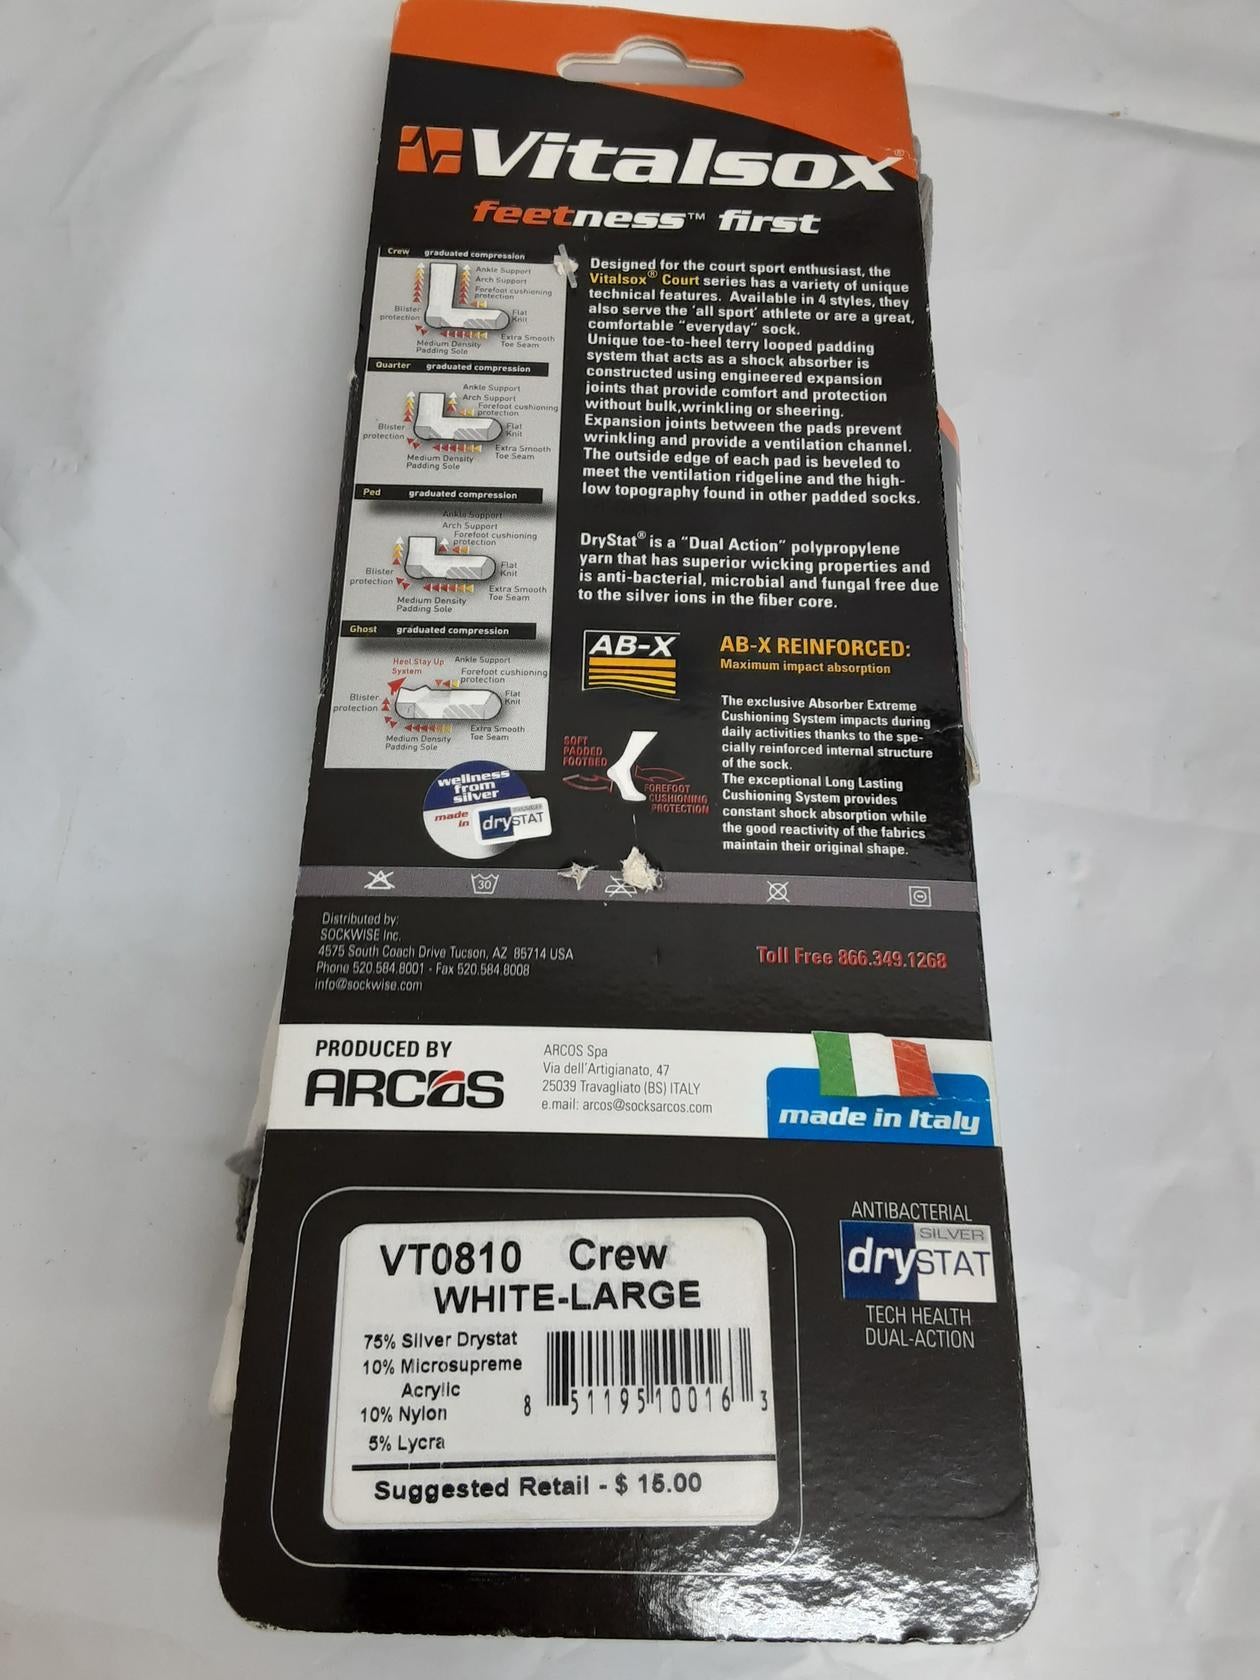 Vitalsox®
feetness™ first
Crew graduated compression
Ankle Support
Arch Support
Forefoot cushioning
protection
Blister
protection
Flat
Knit
Medium Density
Padding Sole
Extra Smooth
Toe Seam
Quarter graduated compression
Ankle Support
Arch Support
Forefoot cushioning
protection
Blister
protection
Flat
Knit
Medium Density
Padding Sole
Extra Smooth
Toe Seam
Ped graduated compression
Ankle Support
Arch Support
Forefoot cushioning
protection
Blister
protection
Flat
Knit
Medium Density
Padding Sole
Extra Smooth
Toe Seam
Ghost graduated compression
Heel Stay Up
System
Ankle Support
Forefoot cushioning
protection
Blister
protection
Flat
Knit
Medium Density
Padding Sole
Extra Smooth
Toe Seam
Designed for the court sport enthusiast, the
Vitalsox® Court series has a variety of unique
technical features. Available in 4 styles, they
also serve the 'all sport' athlete or are a great,
comfortable "everyday" sock.
Unique toe-to-heel terry looped padding
system that acts as a shock absorber is
constructed using engineered expansion
joints that provide comfort and protection
without bulk,wrinkling or sheering.
Expansion joints between the pads prevent
wrinkling and provide a ventilation channel.
The outside edge of each pad is beveled to
meet the ventilation ridgeline and the high-
low topography found in other padded socks.
DryStat® is a "Dual Action" polypropylene
yarn that has superior wicking properties and
is anti-bacterial, microbial and fungal free due
to the silver ions in the fiber core.
AB-X
AB-X REINFORCED:
Maximum impact absorption
The exclusive Absorber Extreme
Cushioning System impacts during
daily activities thanks to the spe-
cially reinforced internal structure
of the sock.
The exceptional Long Lasting
Cushioning System provides
constant shock absorption while
the good reactivity of the fabrics
maintain their original shape.
SOFT
PADDED
FOOTBED
FOREFOOT
CUSHIONING
PROTECTION
wellness
from
silver
made
in
SILVER
drySTAT
30
Distributed by:
SOCKWISE Inc.
4575 South Coach Drive Tucson, AZ 85714 USA
Phone 520.584.8001 - Fax 520.584.8008
info@sockwise.com
Toll Free 866.349.1268
PRODUCED BY
ARCOS
ARCOS Spa
Via dell'Artigianato, 47
25039 Travagliato (BS) ITALY
e.mail: arcos@socksarcos.com
made in Italy
VT0810 Crew
WHITE-LARGE
75% Silver Drystat
10% Microsupreme
Acrylic
10% Nylon
5% Lycra
8 51195 10016 3
Suggested Retail - $ 15.00
ANTIBACTERIAL
SILVER
drySTAT
TECH HEALTH
DUAL-ACTION